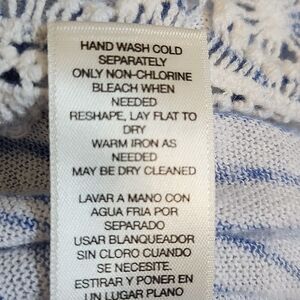 HAND WASH COLD
SEPARATELY
ONLY NON-CHLORINE
BLEACH WHEN
NEEDED
RESHAPE, LAY FLAT TO
DRY
WARM IRON AS
NEEDED
MAY BE DRY CLEANED
LAVAR A MANO CON
AGUA FRIA POR
SEPARADO
USAR BLANQUEADOR
SIN CLORO CUANDO
SE NECESITE.
ESTIRAR Y PONER EN
UN LUGAR PLANO